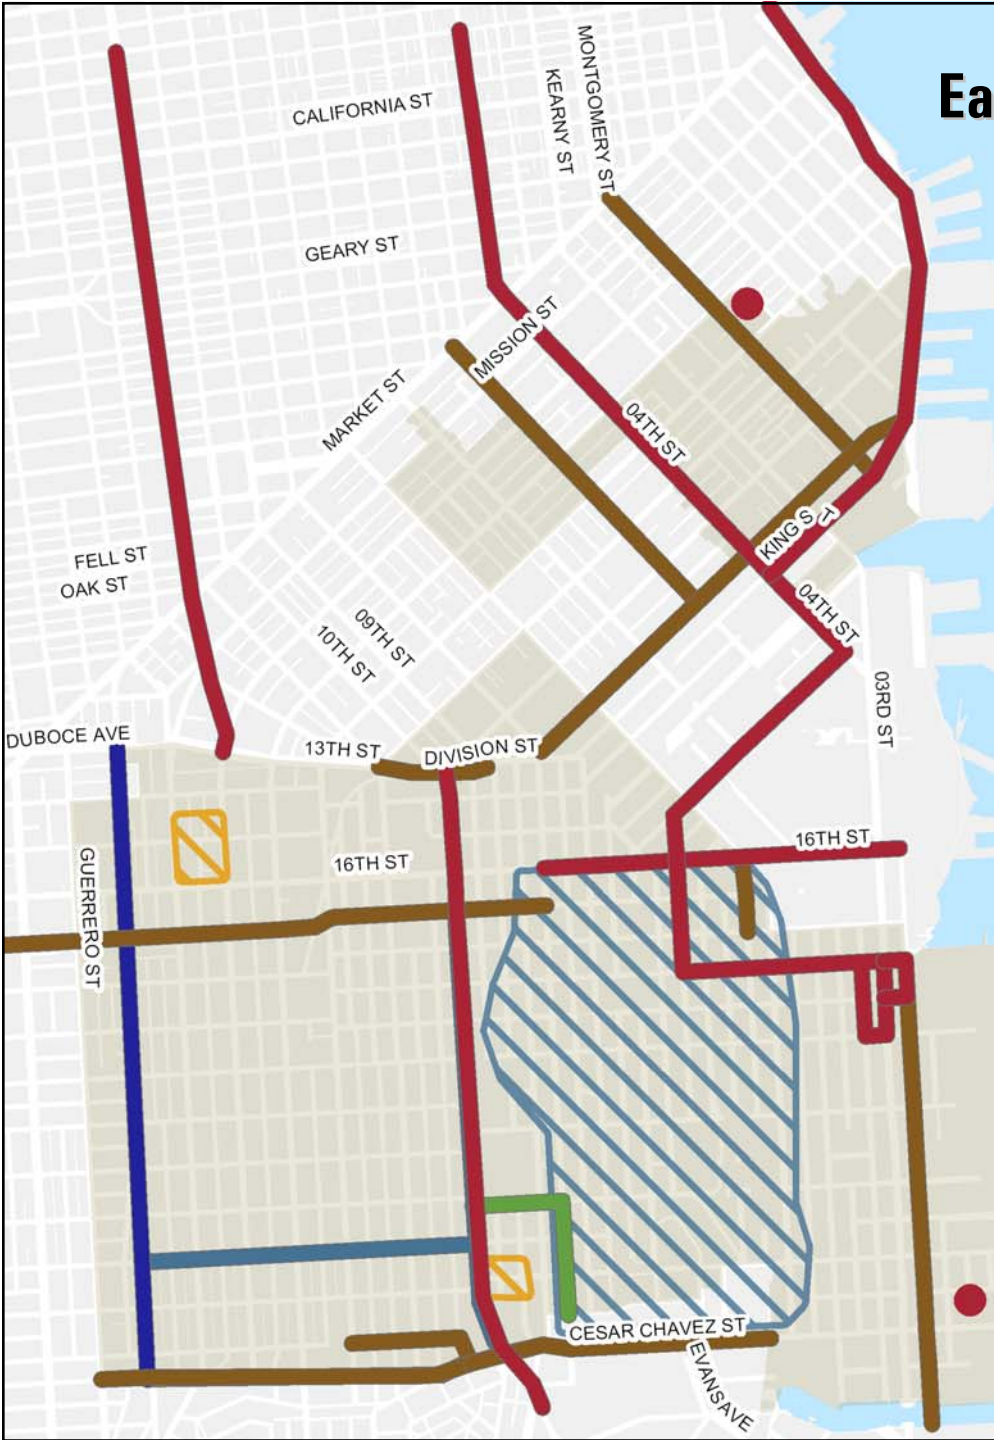 Ea
MONTGOMERY ST
KEARNY ST
CALIFORNIA ST
GEARY ST
MISSION ST
MARKET ST
04TH ST
KING S T
FELL ST
OAK ST
04TH ST
09TH ST
10TH ST
03RD ST
DUBOCE AVE
13TH ST
DIVISION ST
16TH ST
16TH ST
GUERRERO ST
CESAR CHAVEZ ST
EVANSAVE